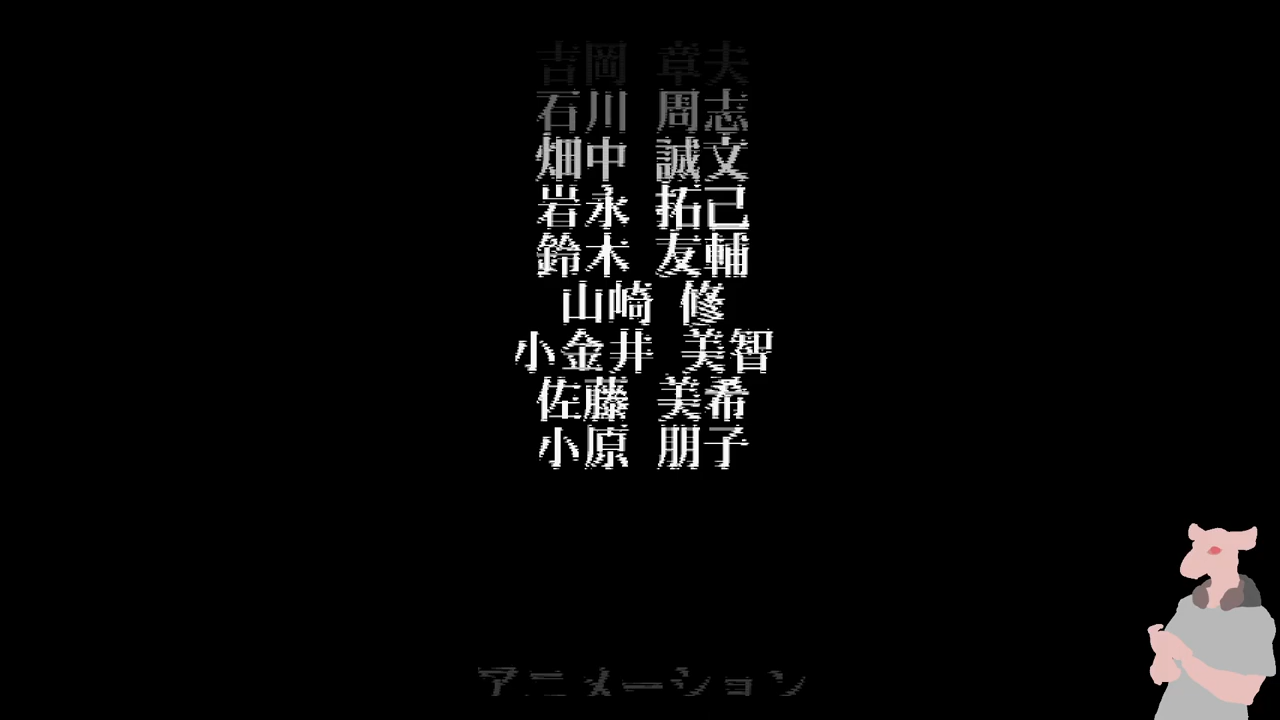 吉岡 章夫
石川 周志
畑中 誠文
岩永 拓己
鈴木 友輔
山崎 修
小金井 美智
佐藤 美希
小原 朋子
アニメーション